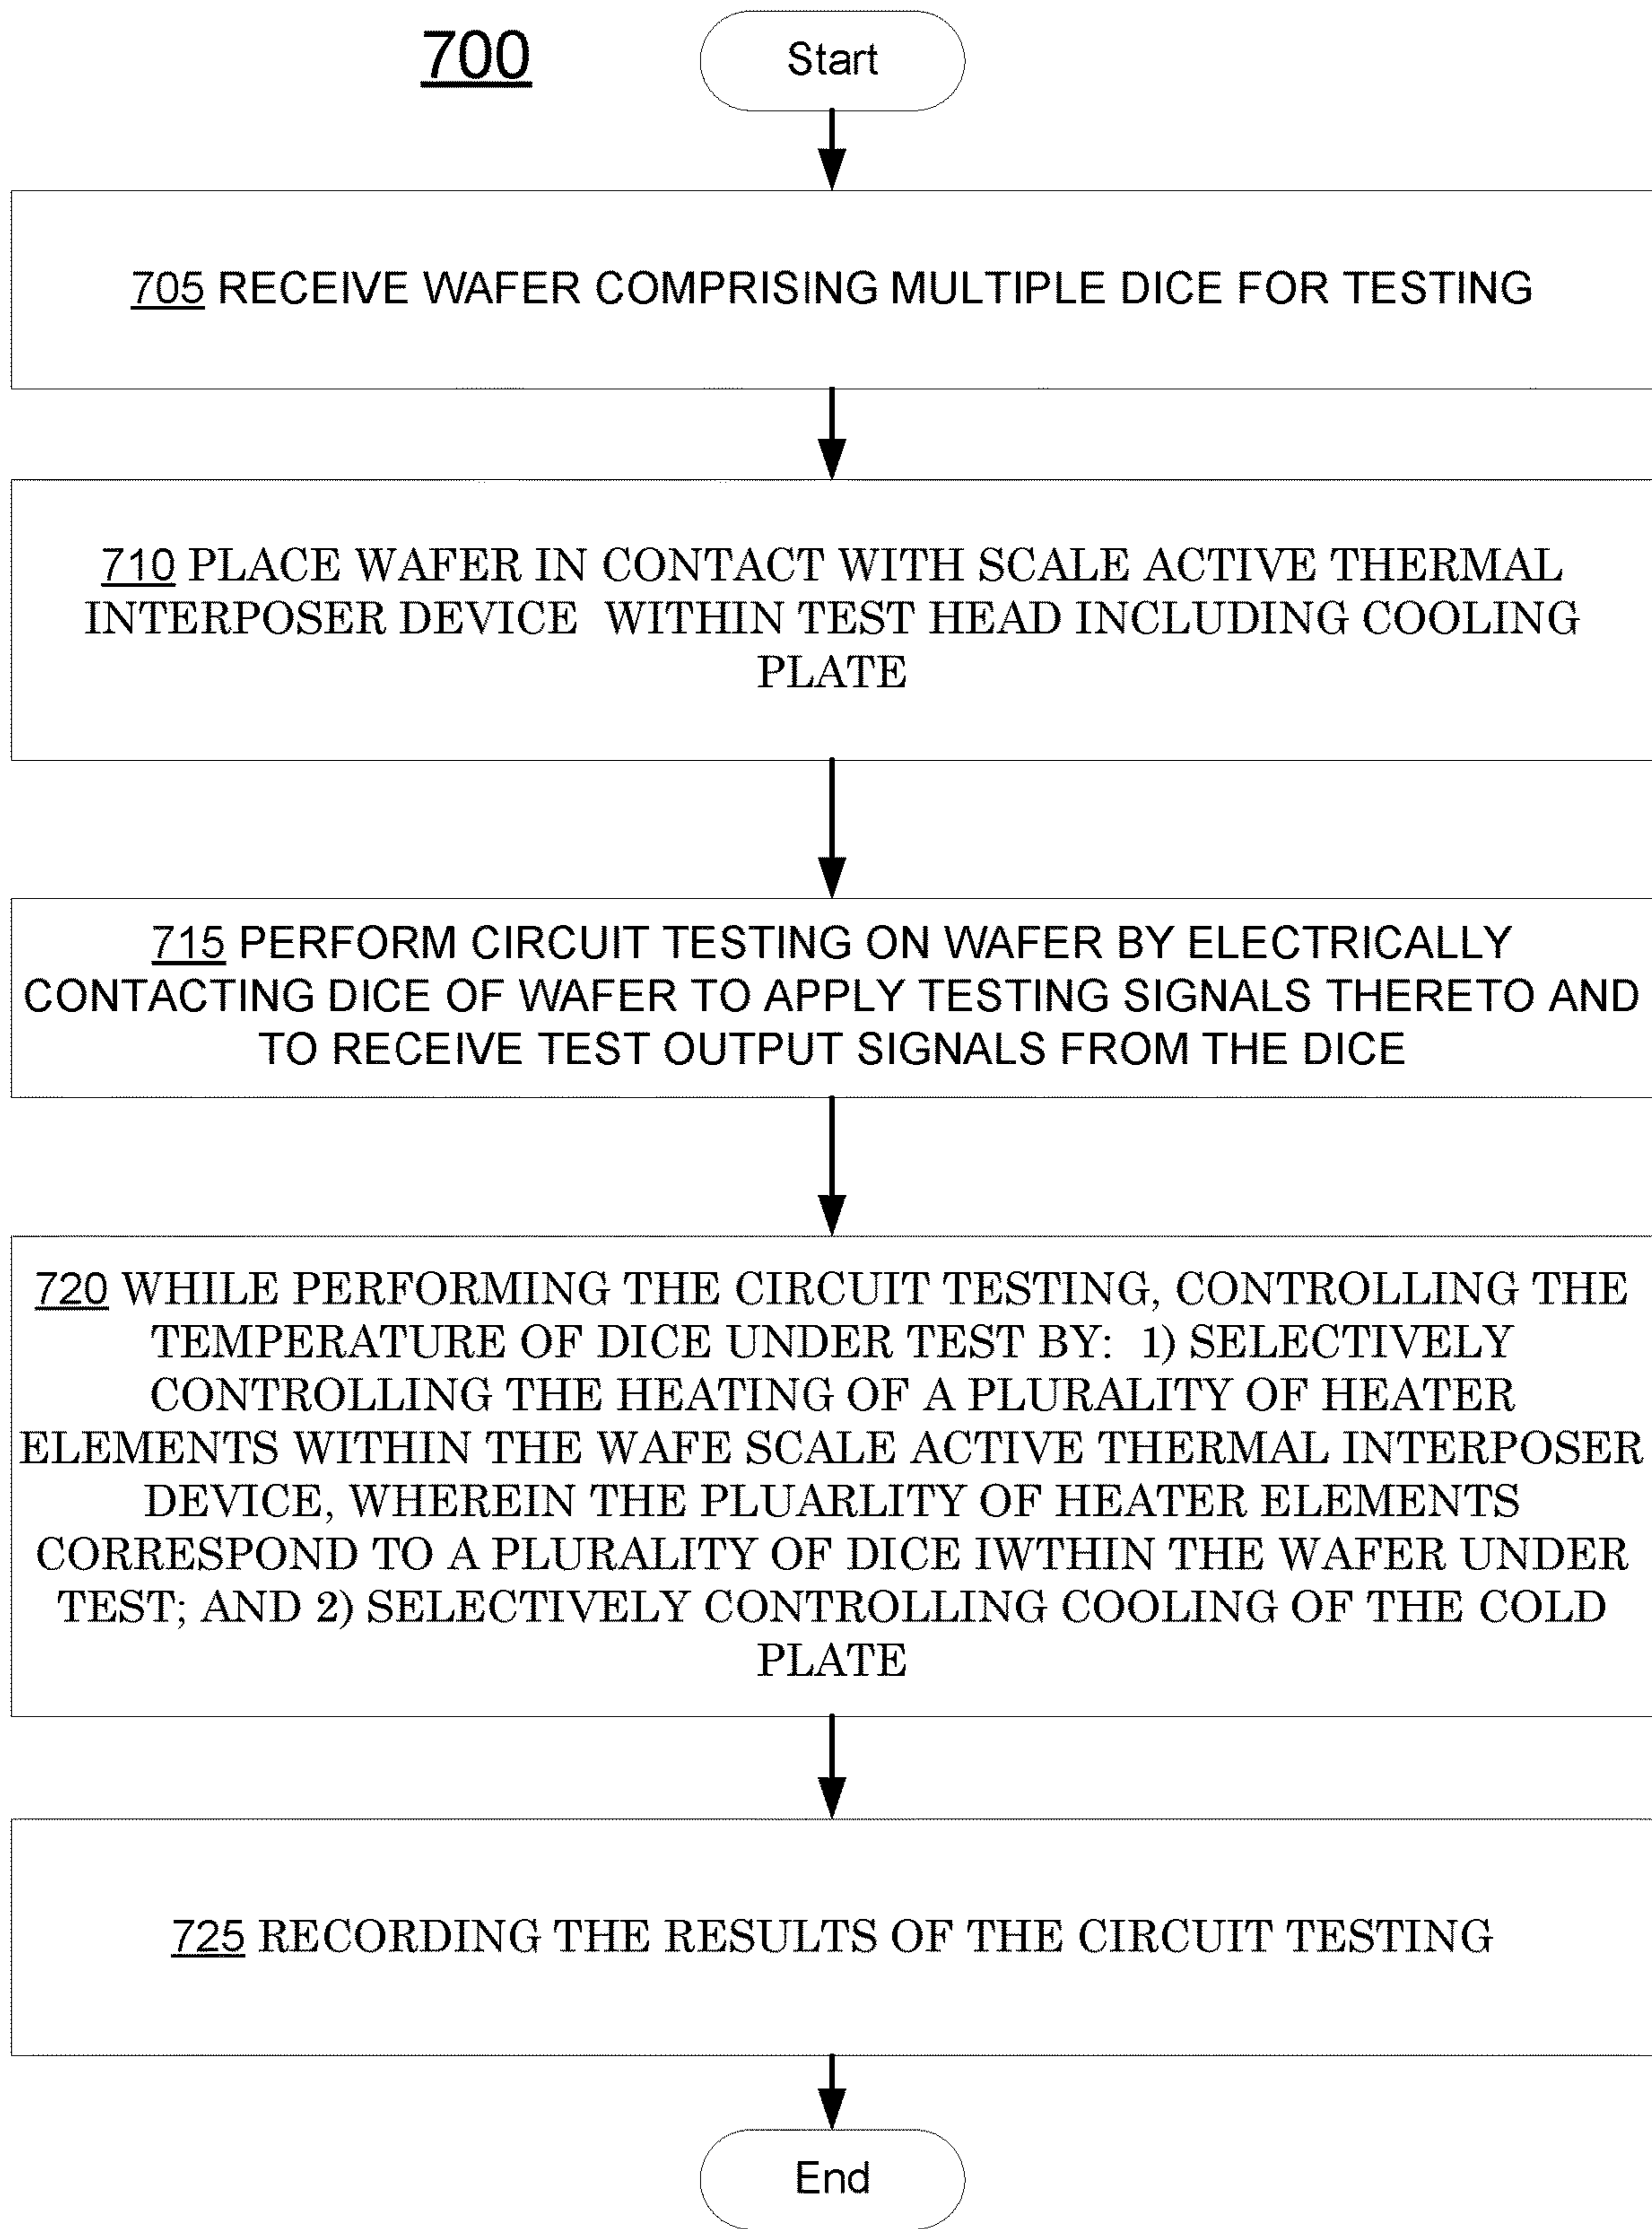 700
Start
705 RECEIVE WAFER COMPRISING MULTIPLE DICE FOR TESTING
710 PLACE WAFER IN CONTACT WITH SCALE ACTIVE THERMAL
INTERPOSER DEVICE WITHIN TEST HEAD INCLUDING COOLING
PLATE
715 PERFORM CIRCUIT TESTING ON WAFER BY ELECTRICALLY
CONTACTING DICE OF WAFER TO APPLY TESTING SIGNALS THERETO AND
TO RECEIVE TEST OUTPUT SIGNALS FROM THE DICE
720 WHILE PERFORMING THE CIRCUIT TESTING, CONTROLLING THE
TEMPERATURE OF DICE UNDER TEST BY: 1) SELECTIVELY
CONTROLLING THE HEATING OF A PLURALITY OF HEATER
ELEMENTS WITHIN THE WAFE SCALE ACTIVE THERMAL INTERPOSER
DEVICE, WHEREIN THE PLUARLITY OF HEATER ELEMENTS
CORRESPOND TO A PLURALITY OF DICE IWTHIN THE WAFER UNDER
TEST; AND 2) SELECTIVELY CONTROLLING COOLING OF THE COLD
PLATE
725 RECORDING THE RESULTS OF THE CIRCUIT TESTING
End